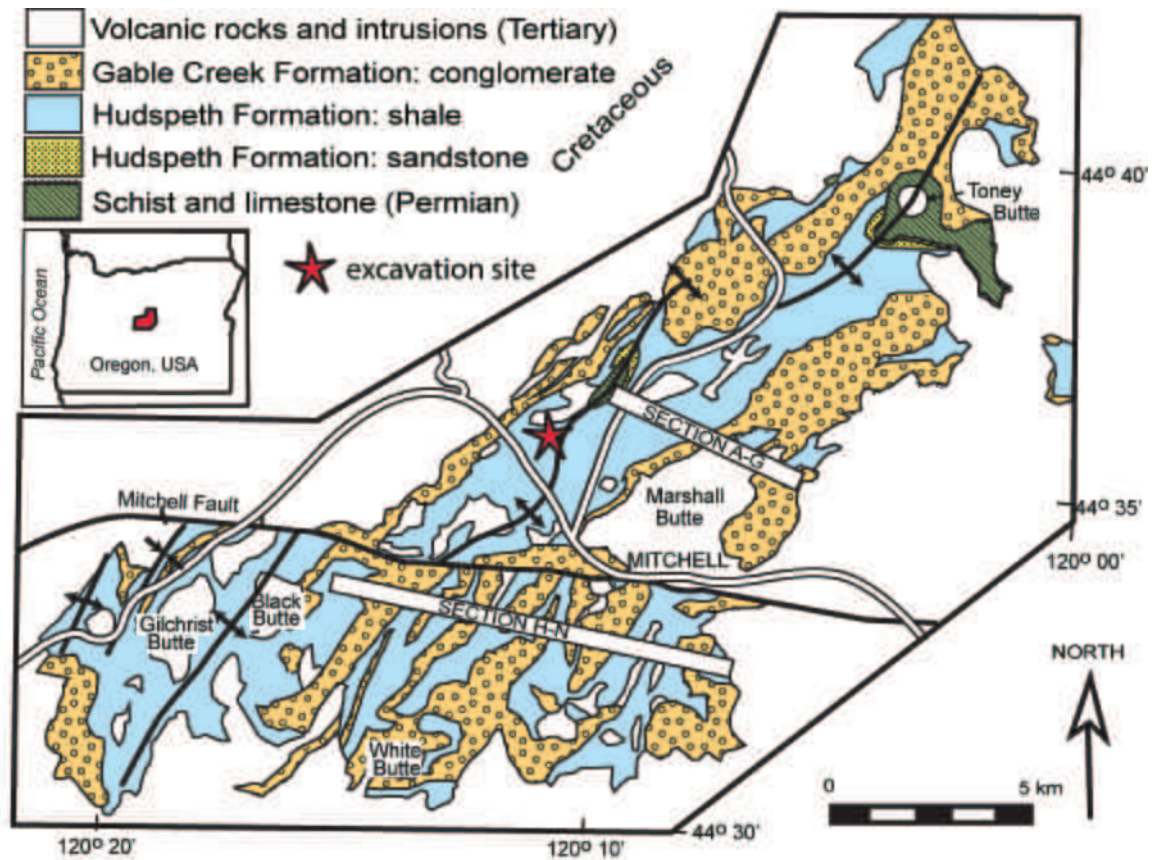 Volcanic rocks and intrusions (Tertiary)
Gable Creek Formation: conglomerate
Hudspeth Formation: shale
Hudspeth Formation: sandstone
Schist and limestone (Permian)
Cretaceous
excavation site
Pacific Ocean
Oregon, USA
44° 40'
Toney
Butte
SECTION A-G
Marshall
Butte
44° 35'
120° 00'
Mitchell Fault
MITCHELL
Black
Butte
Gilchrist
Butte
SECTION H-N
White
Butte
NORTH
0 5 km
44° 30'
120° 20'
120° 10'